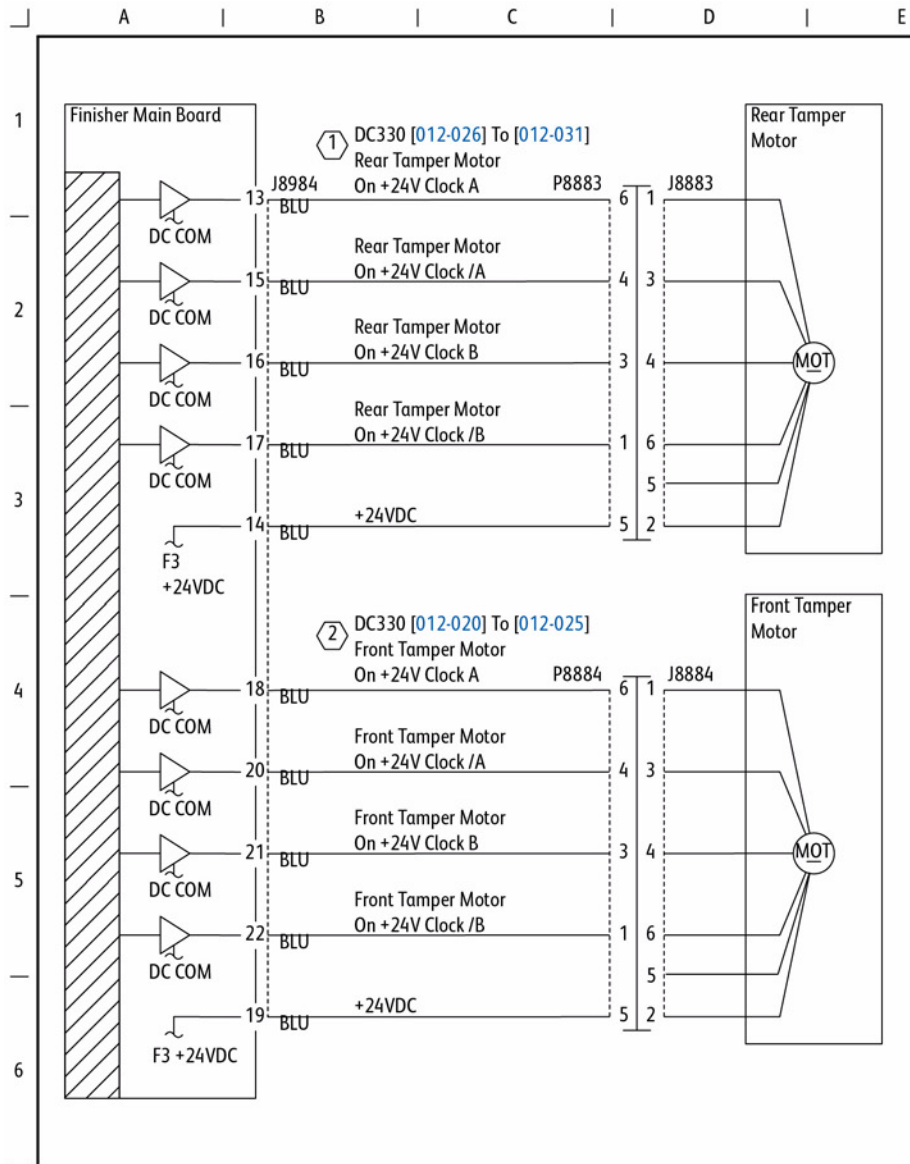 A B C D E
1
Finisher Main Board
1
DC330 [012-026] To [012-031]
Rear Tamper Motor
On +24V Clock A
Rear Tamper
Motor
13 J8984 BLU P8883 6 1 J8883
DC COM
Rear Tamper Motor
On +24V Clock /A
15 BLU 4 3
2
DC COM
Rear Tamper Motor
On +24V Clock B
16 BLU 3 4 MOT
DC COM
Rear Tamper Motor
On +24V Clock /B
17 BLU 1 6
DC COM
5
3
+24VDC
14 BLU 5 2
F3
+24VDC
2
DC330 [012-020] To [012-025]
Front Tamper Motor
On +24V Clock A
Front Tamper
Motor
4
18 BLU P8884 6 1 J8884
DC COM
Front Tamper Motor
On +24V Clock /A
20 BLU 4 3
DC COM
Front Tamper Motor
On +24V Clock B
21 BLU 3 4 MOT
5
DC COM
Front Tamper Motor
On +24V Clock /B
22 BLU 1 6
DC COM
5
+24VDC
19 BLU 5 2
F3 +24VDC
6